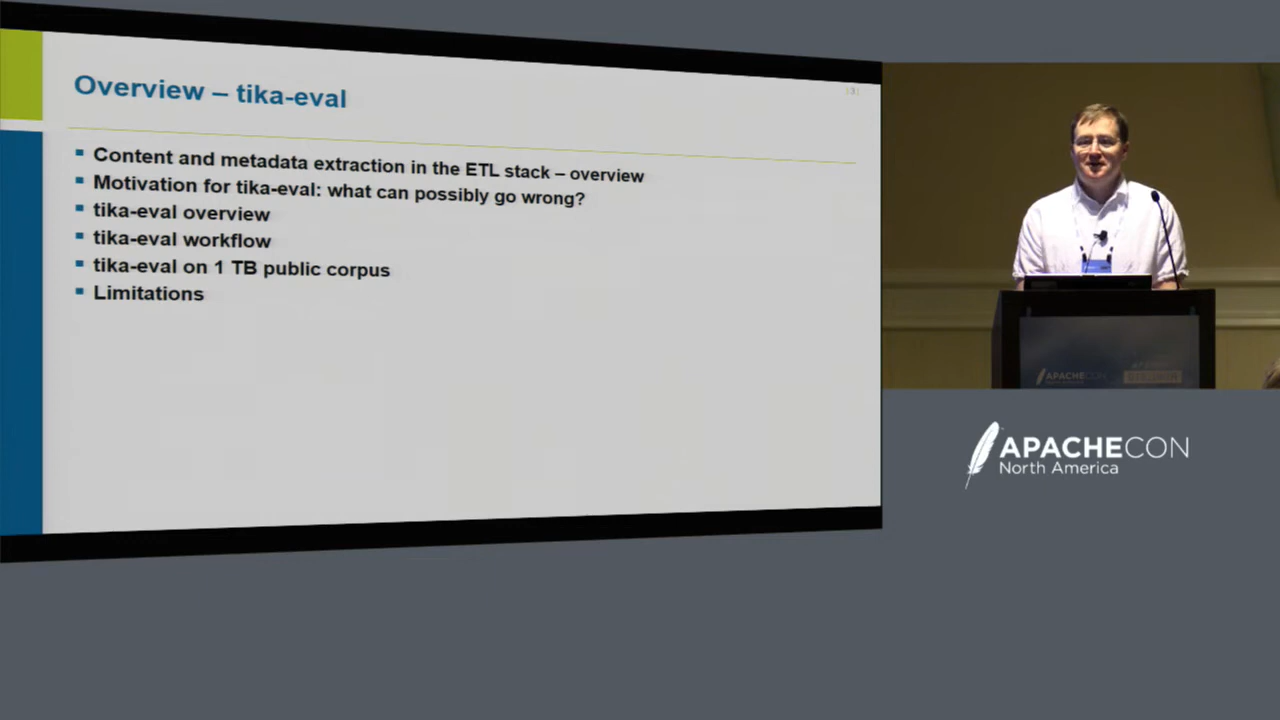 Overview – tika-eval
|3|
▪ Content and metadata extraction in the ETL stack – overview
▪ Motivation for tika-eval: what can possibly go wrong?
▪ tika-eval overview
▪ tika-eval workflow
▪ tika-eval on 1 TB public corpus
▪ Limitations
APACHECON
APACHECON
North America